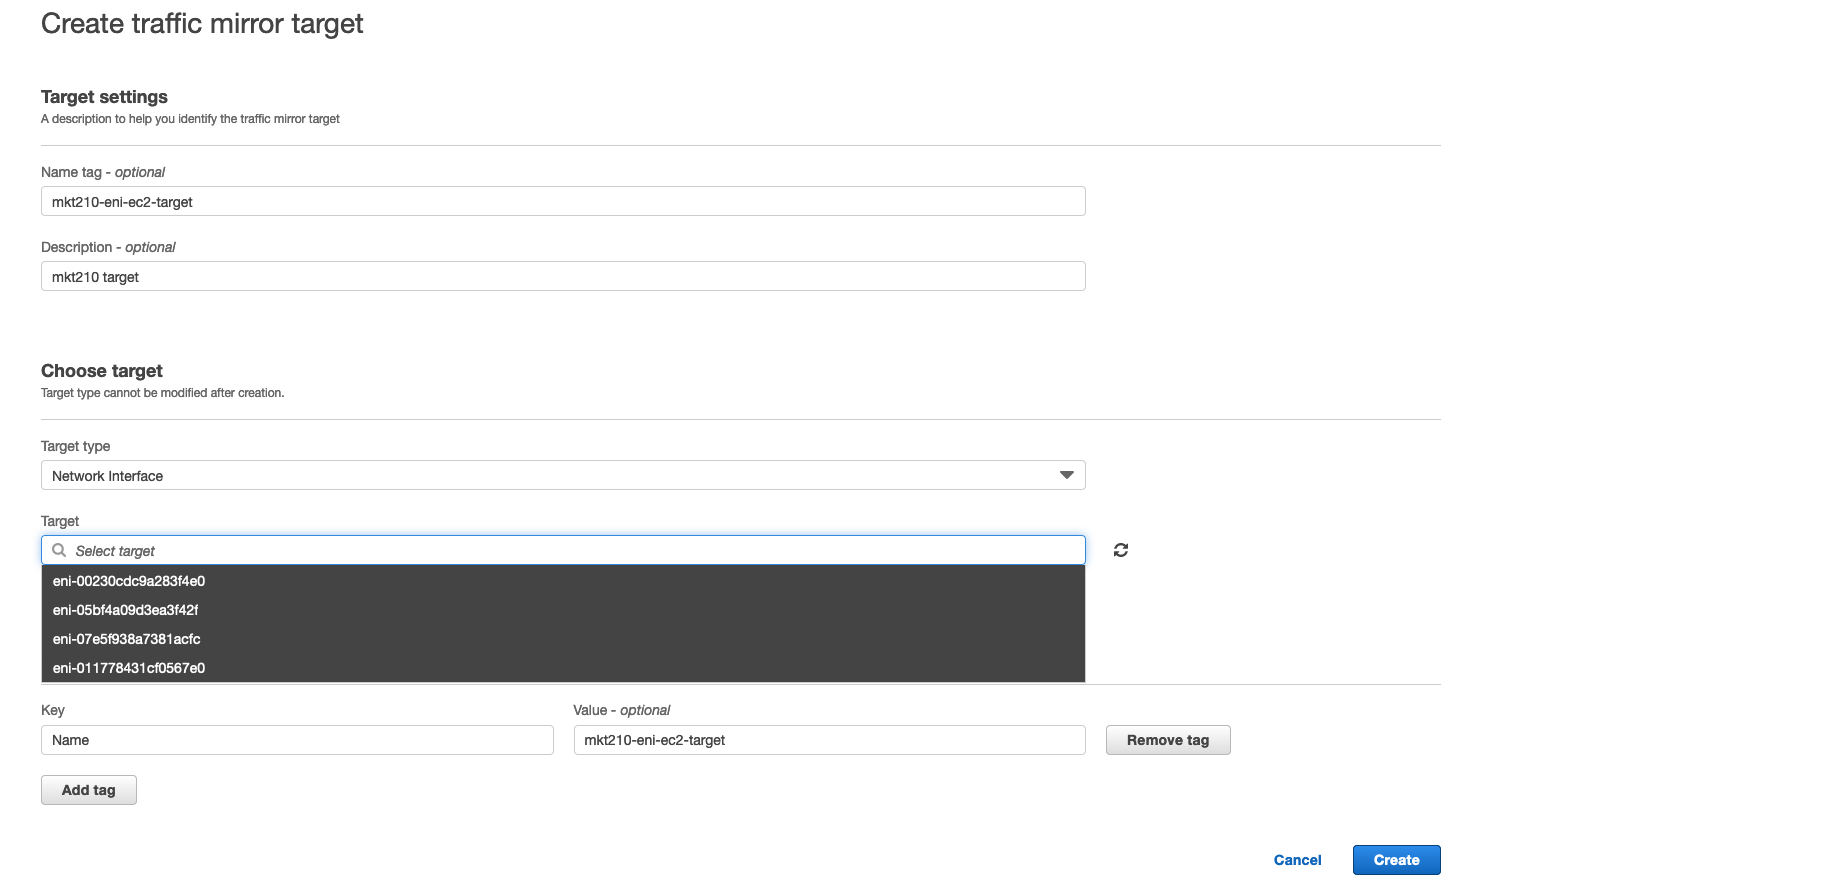 Create traffic mirror target
Target settings
A description to help you identify the traffic mirror target
Name tag - optional
mkt210-eni-ec2-target
Description - optional
mkt210 target
Choose target
Target type cannot be modified after creation.
Target type
Network Interface
Target
Select target
eni-00230cdc9a283f4e0
eni-05bf4a09d3ea3f42f
eni-07e5f938a7381acfc
eni-011778431cf0567e0
Key
Value - optional
Name
mkt210-eni-ec2-target
Remove tag
Add tag
Cancel
Create